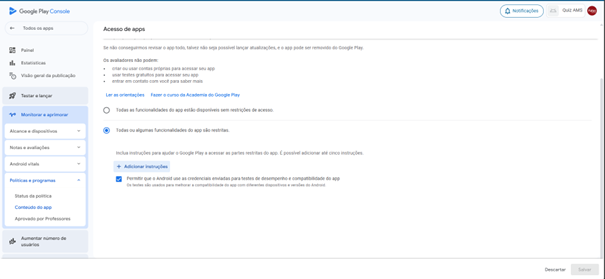 Google Play Console
Notificações
Quiz AMS
Todos os apps
Painel
Estatísticas
Visão geral da publicação
Testar e lançar
Monitorar e aprimorar
Alcance e dispositivos
Notas e avaliações
Android vitals
Políticas e programas
Status da política
Conteúdo do app
Aprovado por Professores
Aumentar número de
usuários
Acesso de apps
Se não conseguirmos revisar o app todo, talvez não seja possível lançar atualizações, e o app pode ser removido do Google Play.
Os avaliadores não podem:
• criar ou usar contas próprias para acessar seu app
• usar testes gratuitos para acessar seu app
• entrar em contato com você para saber mais
Ler as orientações Fazer o curso da Academia do Google Play
Todas as funcionalidades do app estão disponíveis sem restrições de acesso.
Todas ou algumas funcionalidades do app são restritas.
Inclua instruções para ajudar o Google Play a acessar as partes restritas do app. É possível adicionar até cinco instruções.
+ Adicionar instruções
Permitir que o Android use as credenciais enviadas para testes de desempenho e compatibilidade do app
Os testes são usados para melhorar a compatibilidade do app com diferentes dispositivos e versões do Android.
Descartar Salvar